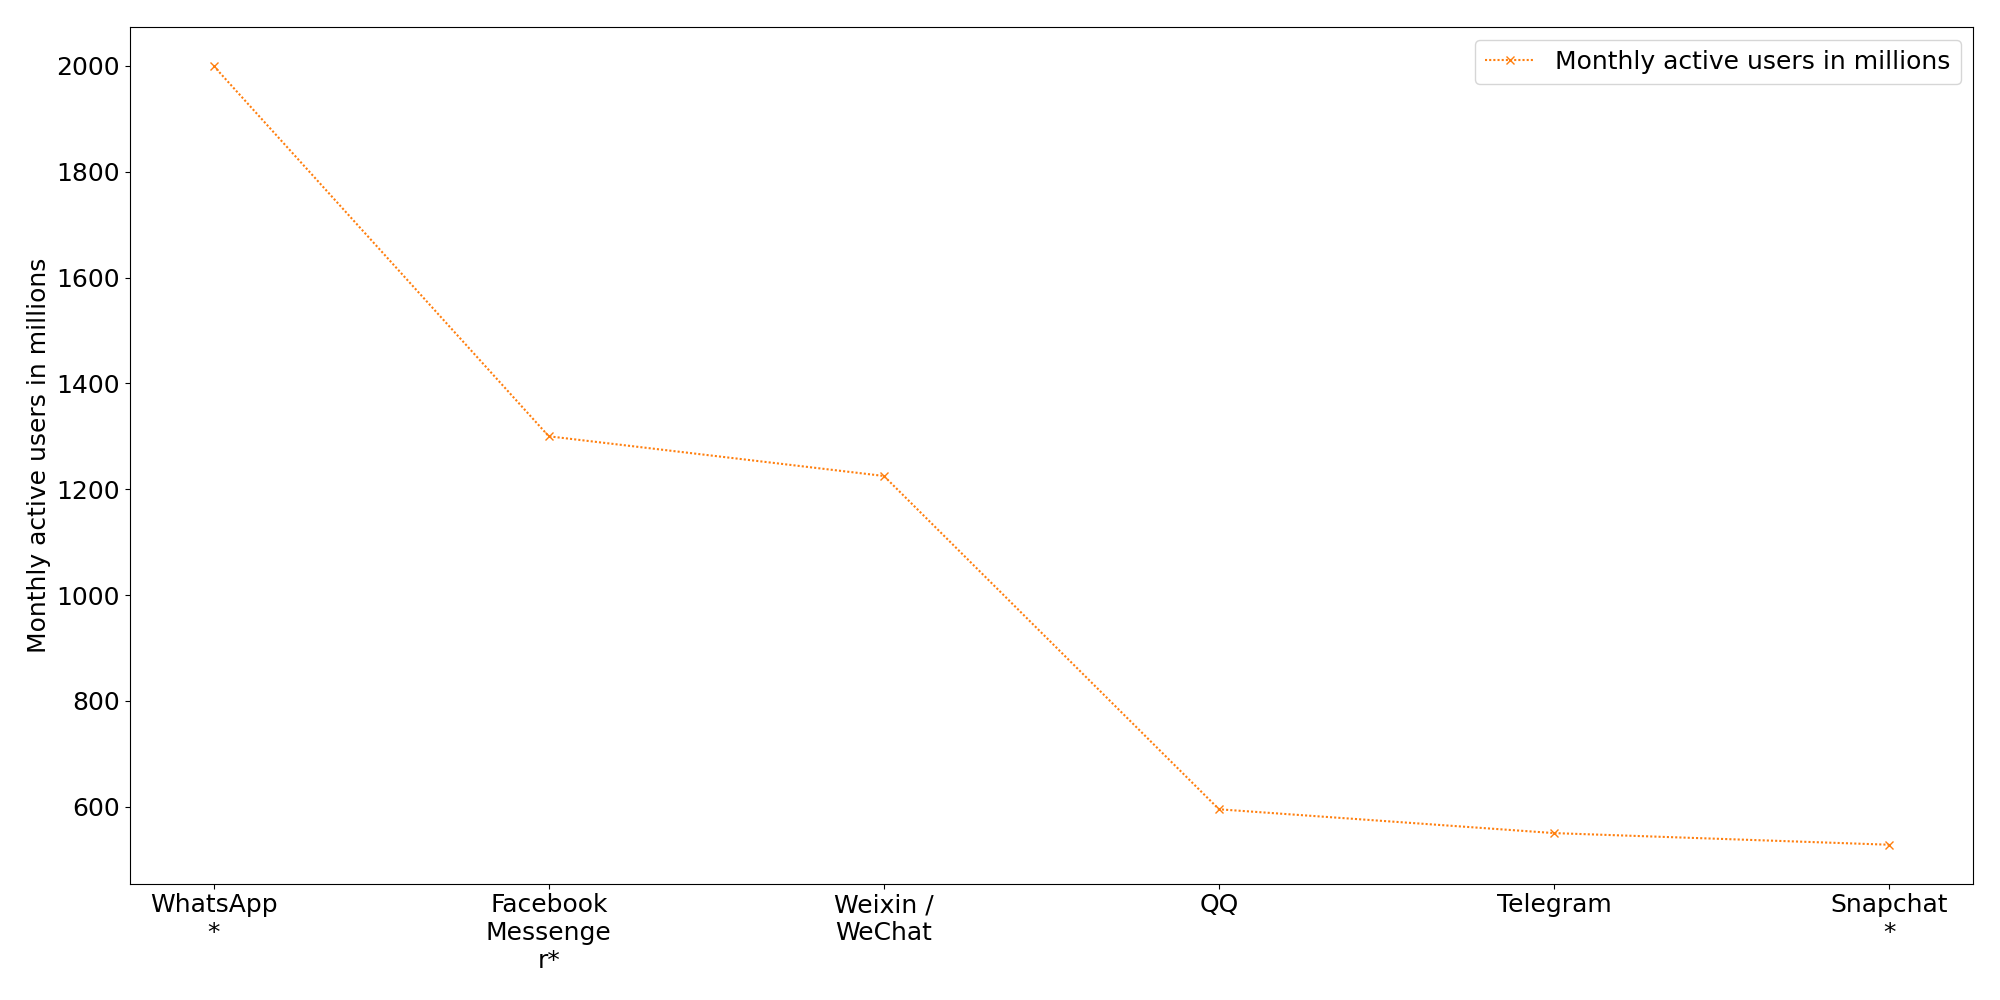 Monthly active users in millions
2000
1800
1600
1400
1200
1000
800
600
Monthly active users in millions
WhatsApp
*
Facebook
Messenge
r*
Weixin /
WeChat
QQ
Telegram
Snapchat
*